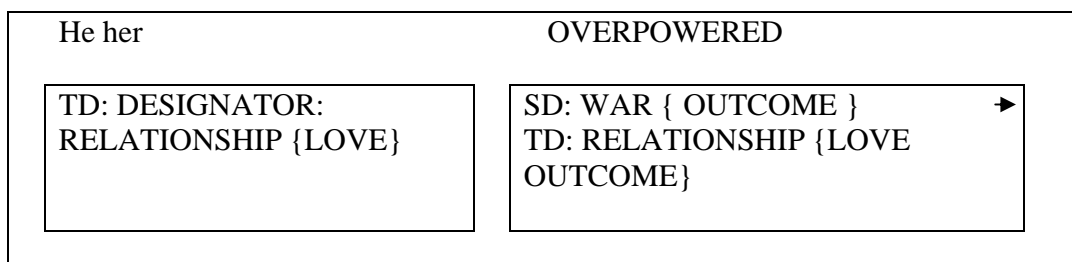 He her OVERPOWERED
TD: DESIGNATOR:
RELATIONSHIP {LOVE}
SD: WAR { OUTCOME }
TD: RELATIONSHIP {LOVE
OUTCOME}